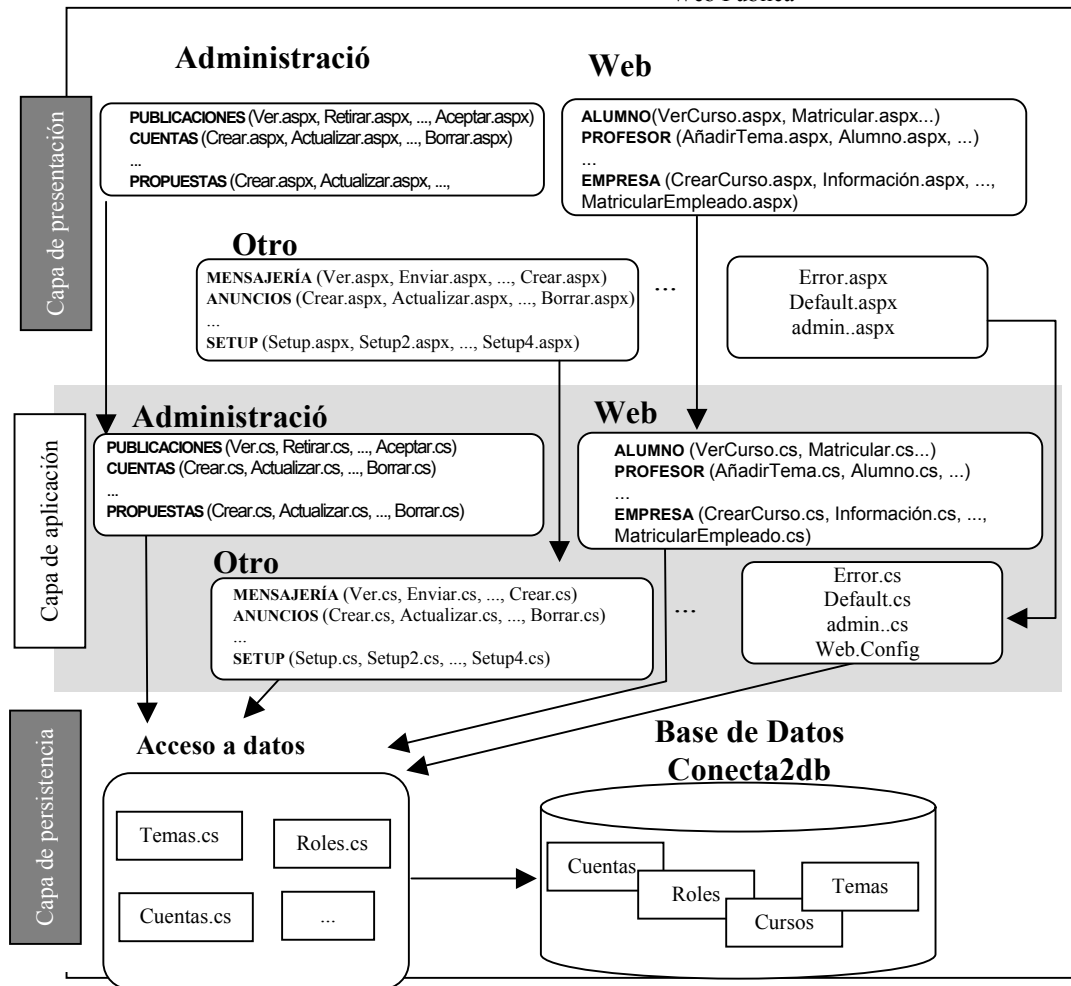 Web Pública
Administració
Web
Capa de presentación
PUBLICACIONES (Ver.aspx, Retirar.aspx, ..., Aceptar.aspx)
CUENTAS (Crear.aspx, Actualizar.aspx, ..., Borrar.aspx)
...
PROPUESTAS (Crear.aspx, Actualizar.aspx, ...,
ALUMNO(VerCurso.aspx, Matricular.aspx...)
PROFESOR (AñadirTema.aspx, Alumno.aspx, ...)
...
EMPRESA (CrearCurso.aspx, Información.aspx, ...,
MatricularEmpleado.aspx)
Otro
MENSAJERÍA (Ver.aspx, Enviar.aspx, ..., Crear.aspx)
ANUNCIOS (Crear.aspx, Actualizar.aspx, ..., Borrar.aspx)
...
SETUP (Setup.aspx, Setup2.aspx, ..., Setup4.aspx)
...
Error.aspx
Default.aspx
admin..aspx
Capa de aplicación
Administració
Web
PUBLICACIONES (Ver.cs, Retirar.cs, ..., Aceptar.cs)
CUENTAS (Crear.cs, Actualizar.cs, ..., Borrar.cs)
...
PROPUESTAS (Crear.cs, Actualizar.cs, ..., Borrar.cs)
ALUMNO (VerCurso.cs, Matricular.cs...)
PROFESOR (AñadirTema.cs, Alumno.cs, ...)
...
EMPRESA (CrearCurso.cs, Información.cs, ...,
MatricularEmpleado.cs)
Otro
MENSAJERÍA (Ver.cs, Enviar.cs, ..., Crear.cs)
ANUNCIOS (Crear.cs, Actualizar.cs, ..., Borrar.cs)
...
SETUP (Setup.cs, Setup2.cs, ..., Setup4.cs)
...
Error.cs
Default.cs
admin..cs
Web.Config
Capa de persistencia
Acceso a datos
Temas.cs
Roles.cs
Cuentas.cs
...
Base de Datos
Conecta2db
Cuentas
Roles
Temas
Cursos